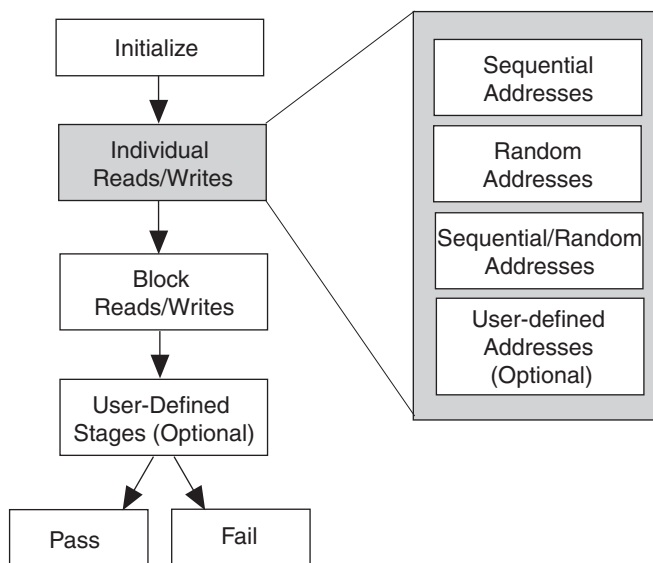 Initialize
Individual
Reads/Writes
Block
Reads/Writes
User-Defined
Stages (Optional)
Pass
Fail
Sequential
Addresses
Random
Addresses
Sequential/Random
Addresses
User-defined
Addresses
(Optional)